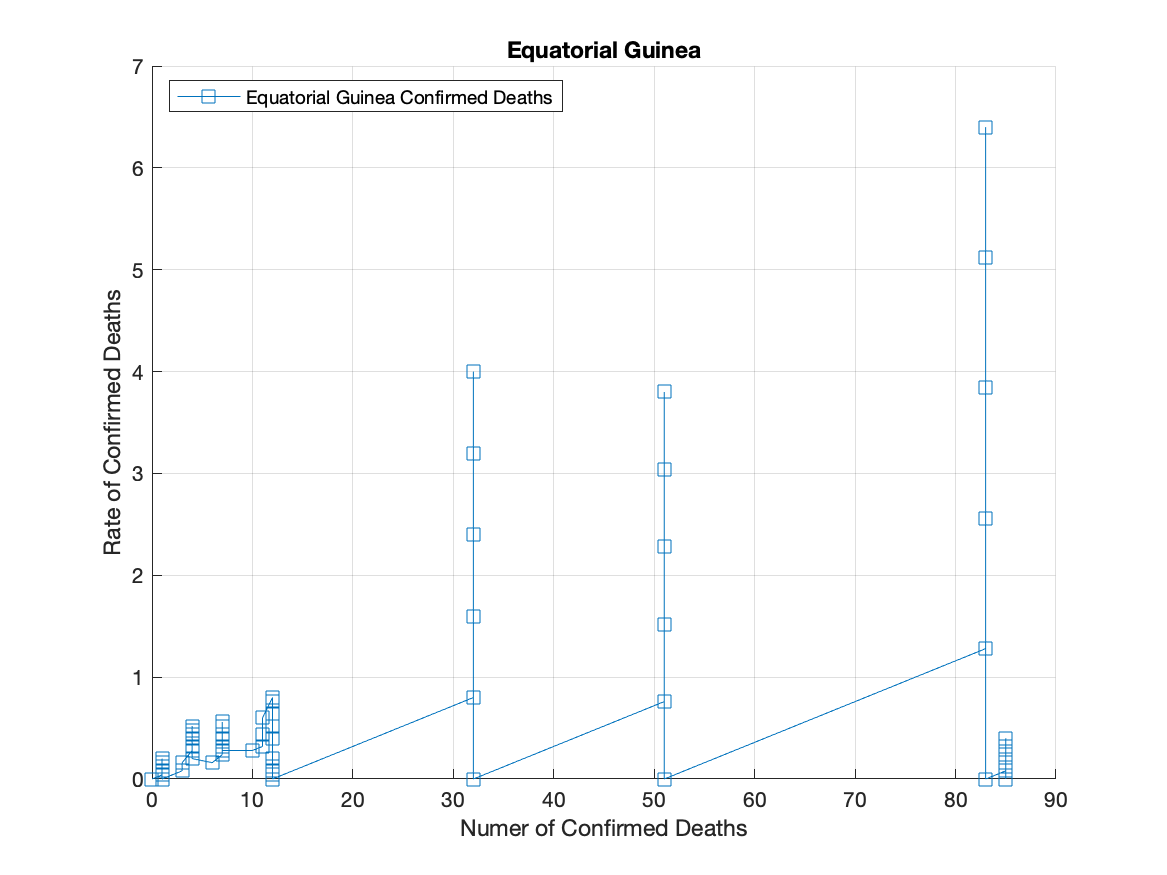 Equatorial Guinea
7
Equatorial Guinea Confirmed Deaths
6
5
4
3
2
1
0
Rate of Confirmed Deaths
0 10 20 30 40 50 60 70 80 90
Numer of Confirmed Deaths